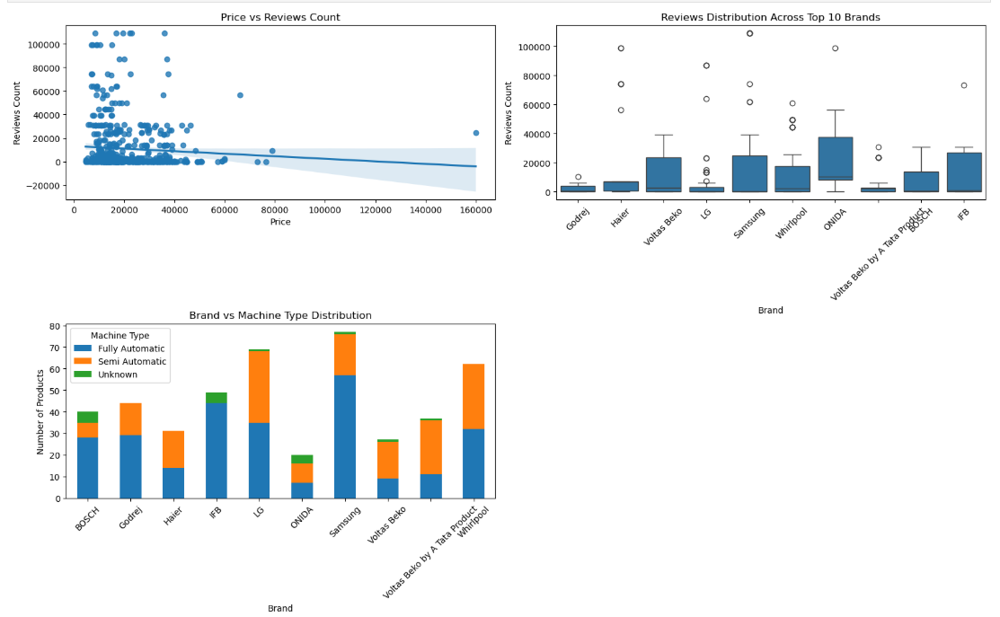 Price vs Reviews Count
100000
80000
60000
40000
20000
0
−20000
Reviews Count
0
20000
40000
60000
80000
100000
120000
140000
160000
Price
Reviews Distribution Across Top 10 Brands
100000
80000
60000
40000
20000
0
Reviews Count
Godrej
Haier
Voltas Beko
LG
Samsung
Whirlpool
ONIDA
Voltas Beko by A Tata Product
BOSCH
IFB
Brand
Brand vs Machine Type Distribution
Machine Type
Fully Automatic
Semi Automatic
Unknown
80
70
60
50
40
30
20
10
0
Number of Products
BOSCH
Godrej
Haier
IFB
LG
ONIDA
Samsung
Voltas Beko
Voltas Beko by A Tata Product
Whirlpool
Brand